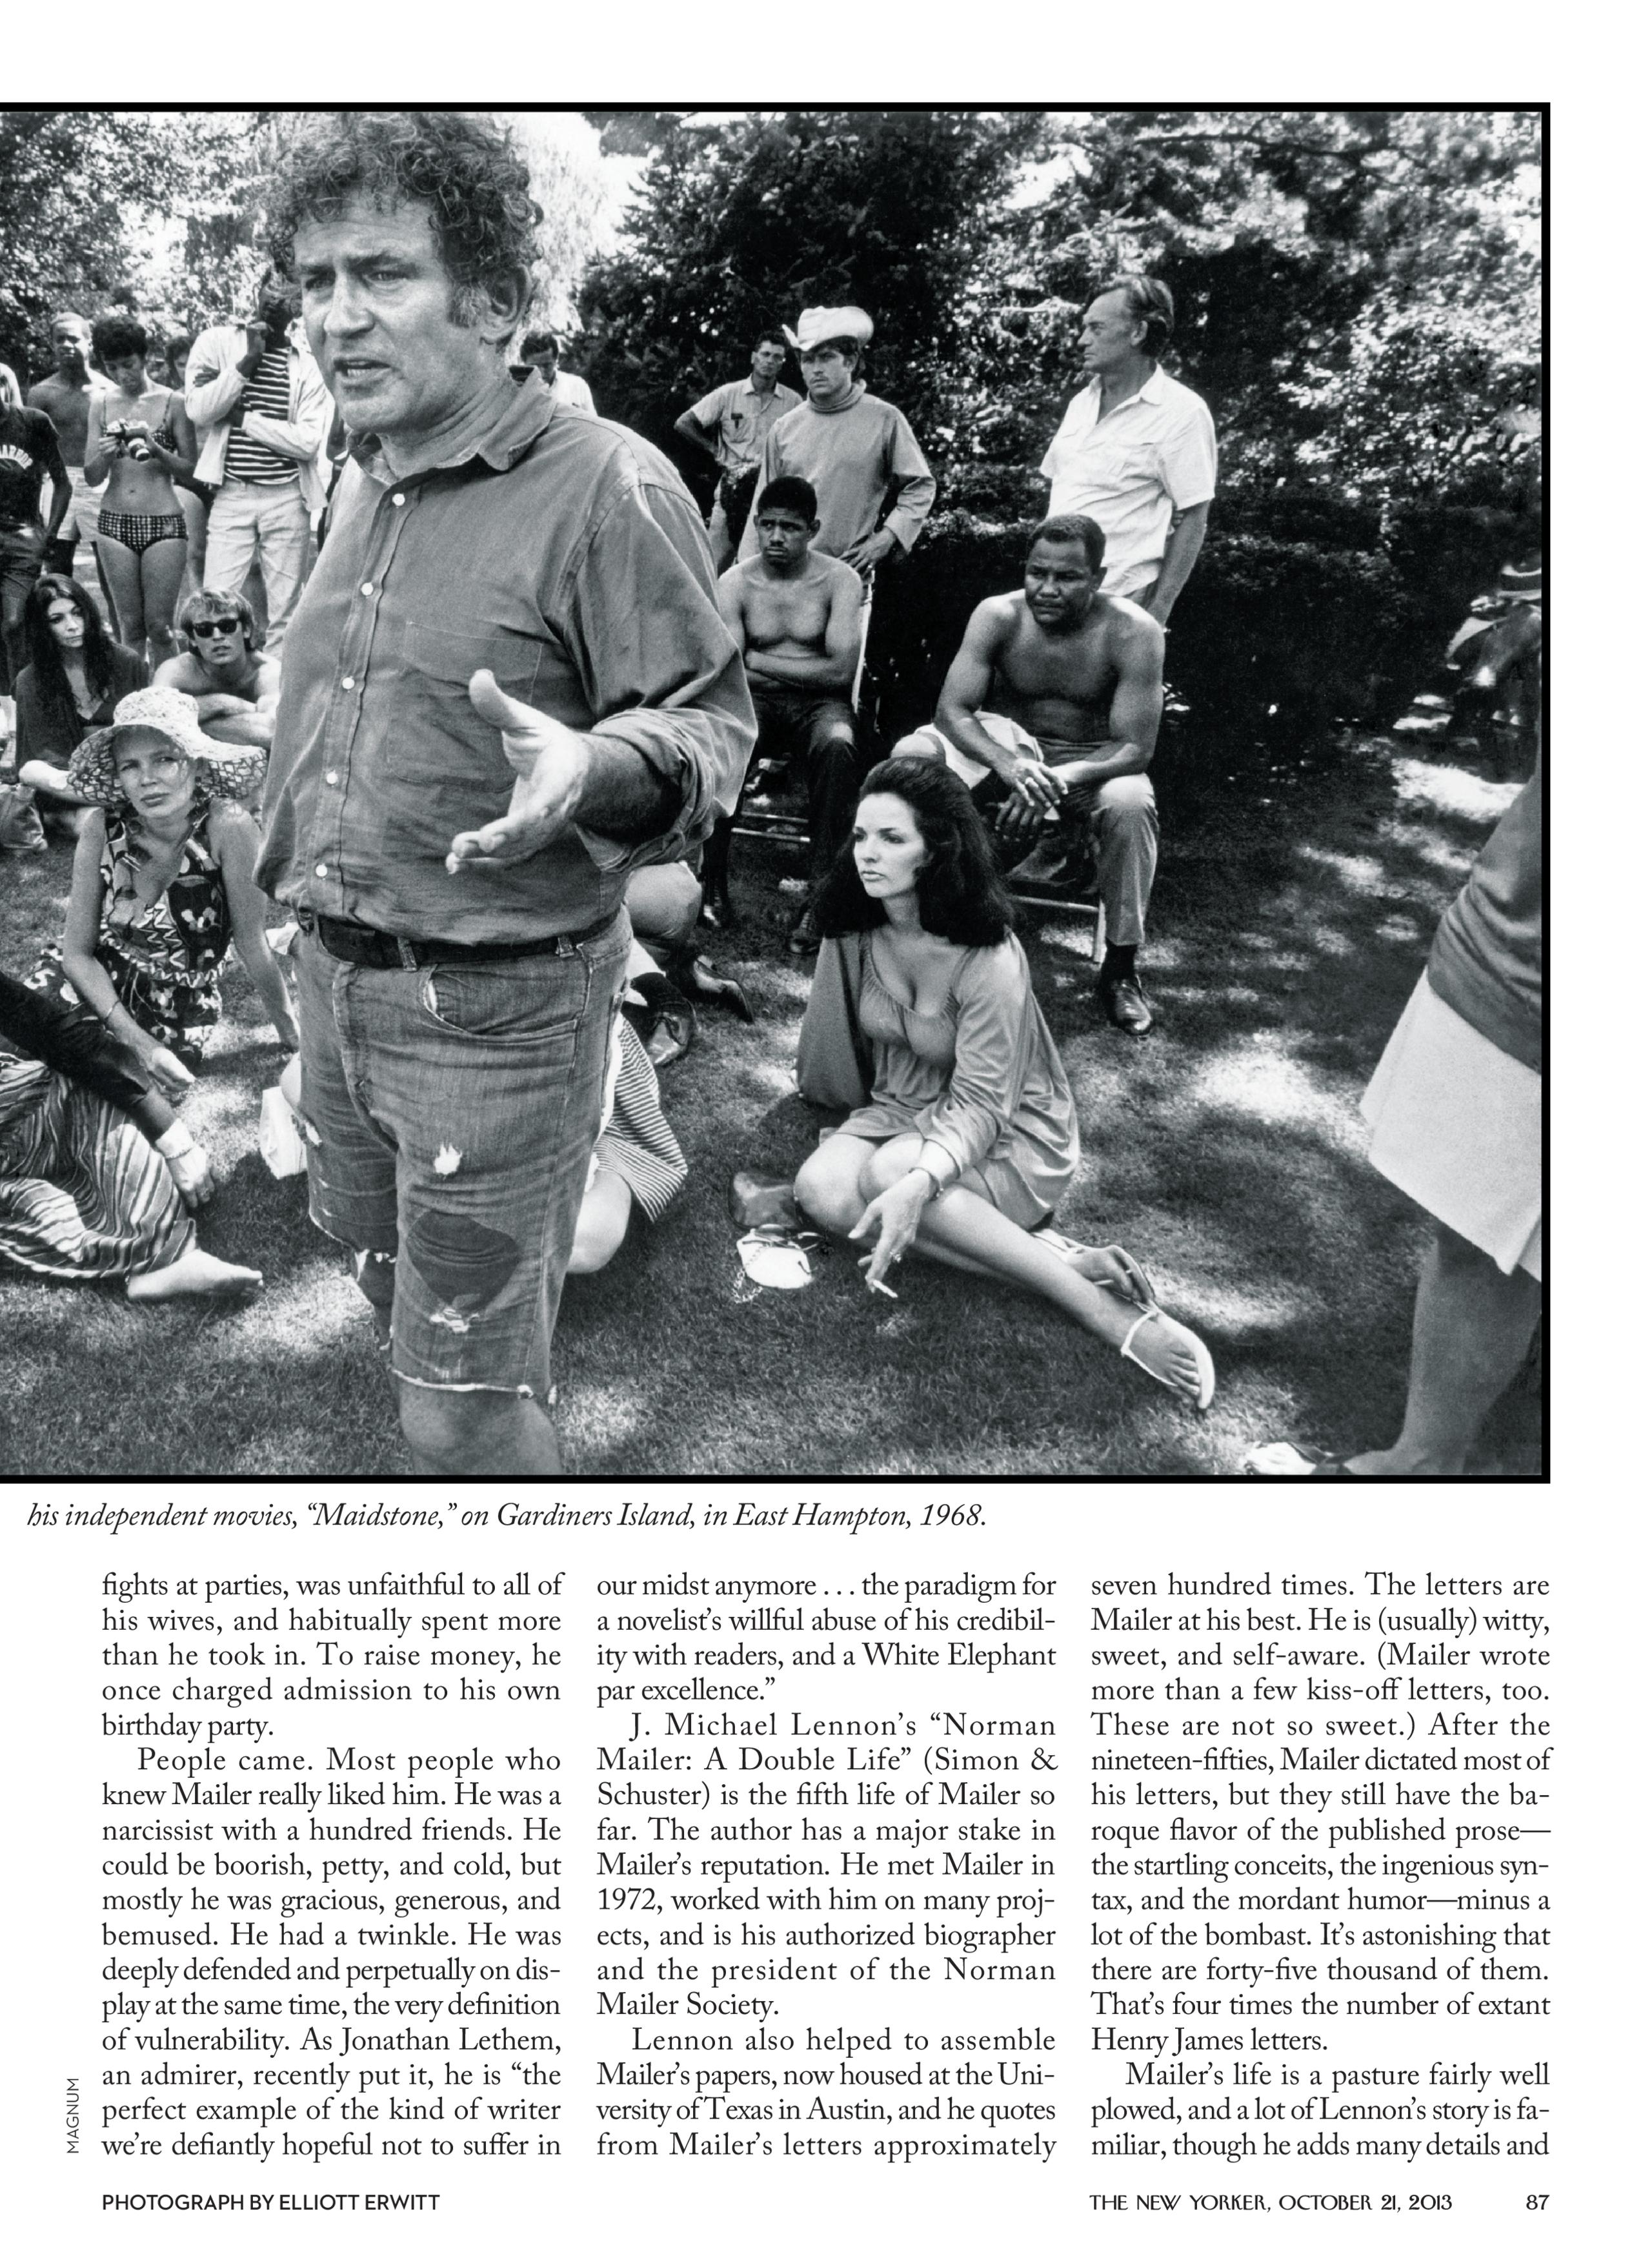 ARVARD
his independent movies, “Maidstone,” on Gardiners Island, in East Hampton, 1968.
fights at parties, was unfaithful to all of
his wives, and habitually spent more
than he took in. To raise money, he
once charged admission to his own
birthday party.
People came. Most people who
knew Mailer really liked him. He was a
narcissist with a hundred friends. He
could be boorish, petty, and cold, but
mostly he was gracious, generous, and
bemused. He had a twinkle. He was
deeply defended and perpetually on dis-
play at the same time, the very definition
of vulnerability. As Jonathan Lethem,
an admirer, recently put it, he is “the
perfect example of the kind of writer
we’re defiantly hopeful not to suffer in
our midst anymore . . . the paradigm for
a novelist’s willful abuse of his credibil-
ity with readers, and a White Elephant
par excellence.”
J. Michael Lennon’s “Norman
Mailer: A Double Life” (Simon &
Schuster) is the fifth life of Mailer so
far. The author has a major stake in
Mailer’s reputation. He met Mailer in
1972, worked with him on many proj-
ects, and is his authorized biographer
and the president of the Norman
Mailer Society.
Lennon also helped to assemble
Mailer’s papers, now housed at the Uni-
versity of Texas in Austin, and he quotes
from Mailer’s letters approximately
seven hundred times. The letters are
Mailer at his best. He is (usually) witty,
sweet, and self-aware. (Mailer wrote
more than a few kiss-off letters, too.
These are not so sweet.) After the
nineteen-fifties, Mailer dictated most of
his letters, but they still have the ba-
roque flavor of the published prose—
the startling conceits, the ingenious syn-
tax, and the mordant humor—minus a
lot of the bombast. It’s astonishing that
there are forty-five thousand of them.
That’s four times the number of extant
Henry James letters.
Mailer’s life is a pasture fairly well
plowed, and a lot of Lennon’s story is fa-
miliar, though he adds many details and
MAGNUM
PHOTOGRAPH BY ELLIOTT ERWITT
THE NEW YORKER, OCTOBER 21, 2013
87